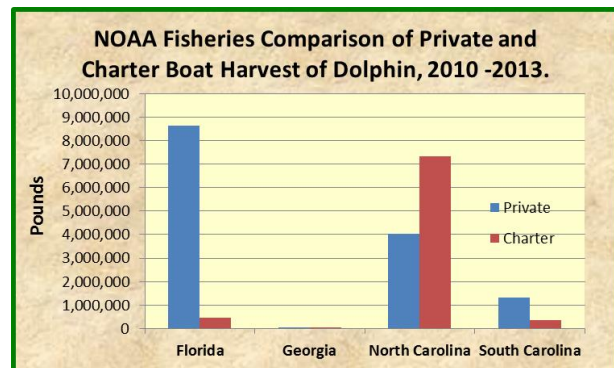 NOAA Fisheries Comparison of Private and
Charter Boat Harvest of Dolphin, 2010 -2013.
10,000,000
9,000,000
8,000,000
7,000,000
6,000,000
5,000,000
4,000,000
3,000,000
2,000,000
1,000,000
0
Pounds
Private
Charter
Florida Georgia North Carolina South Carolina